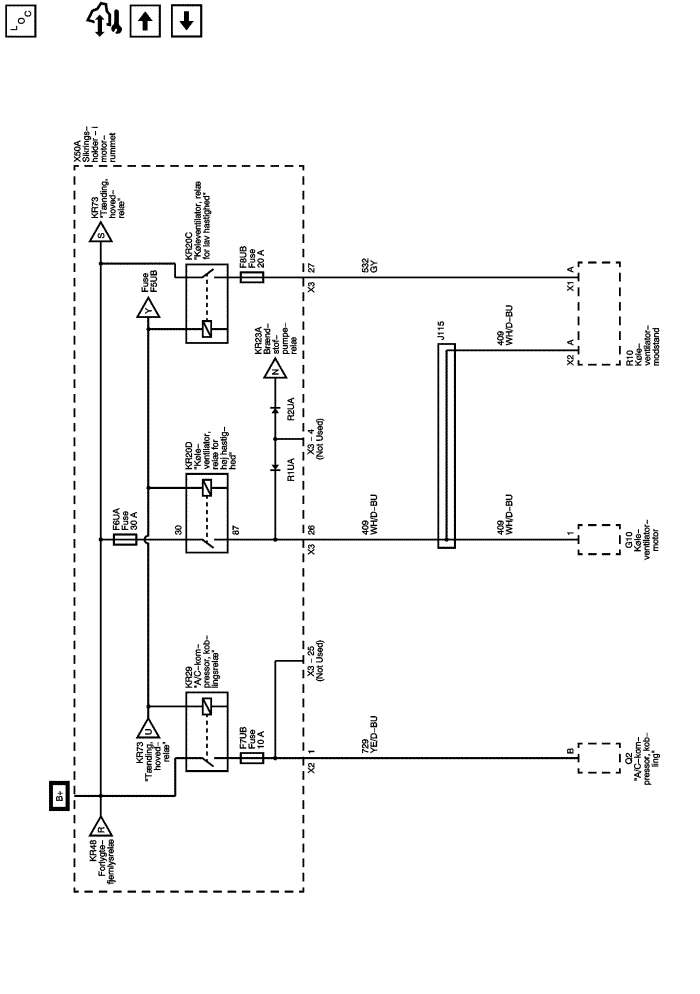 LOC
X50A
Sikrings–
holder – i
motor–
rummet
KR73
"Tænding,
hoved–
relæ"
S
Fuse
F5UB
Y
KR20C
"Køleventilator, relæ
for lav hastighed"
F8UB
Fuse
20 A
27
X3
532
GY
A
X1
409
WH/D–BU
A
X2
R10
Køle–
ventilator–
modstand
J115
KR23A
Brænd–
stof–
pumpe–
relæ
N
R2UA
R1UA
X3 – 4
(Not Used)
KR20D
"Køle–
ventilator,
relæ for
høj hastig–
hed"
F6UA
Fuse
30 A
30
87
26
X3
409
WH/D–BU
409
WH/D–BU
1
G10
Køle–
ventilator–
motor
KR29
"A/C–kom–
pressor, kob–
lingsrelæ"
U
KR73
"Tænding,
hoved–
relæ"
F7UB
Fuse
10 A
X3 – 25
(Not Used)
1
X2
729
YE/D–BU
B
Q2
"A/C–kom–
pressor, kob–
ling"
B+
R
KR48
Forlygte–
fjernlysrelæ